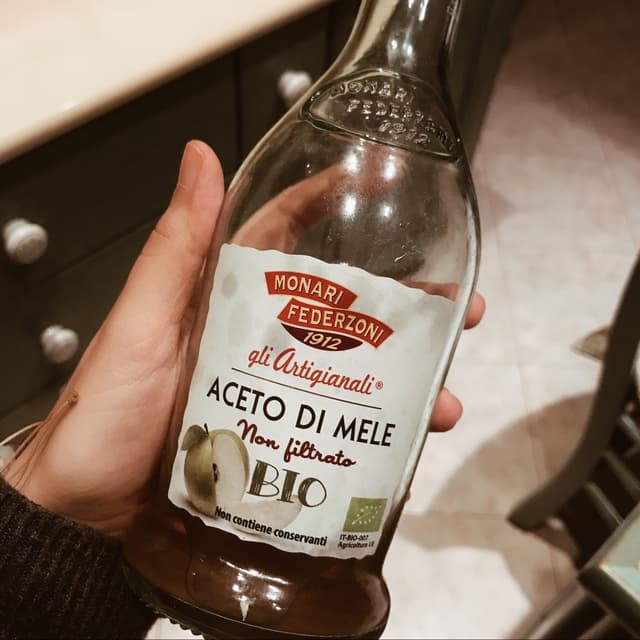 MONARI
FEDERZONI
1912
MONARI
FEDERZONI
1912
gli Artigianali®
ACETO DI MELE
Non filtrato
BIO
Non contiene conservanti
IT-BIO-007
Agricoltura UE